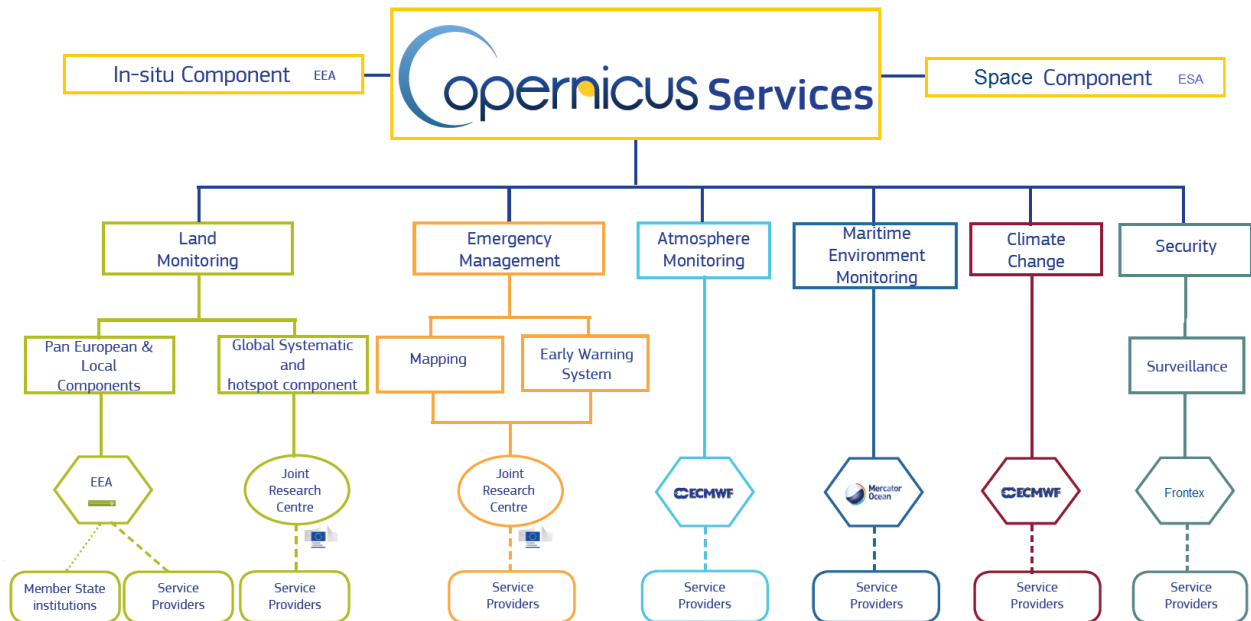 In-situ Component EEA
Copernicus Services
Space Component ESA
Land
Monitoring
Emergency
Management
Atmosphere
Monitoring
Maritime
Environment
Monitoring
Climate
Change
Security
Pan European &
Local
Components
Global Systematic
and
hotspot component
Mapping
Early Warning
System
Surveillance
EEA
Joint
Research
Centre
Joint
Research
Centre
ECMWF
Mercator
Ocean
ECMWF
Frontex
Member State
institutions
Service
Providers
Service
Providers
Service
Providers
Service
Providers
Service
Providers
Service
Providers
Service
Providers